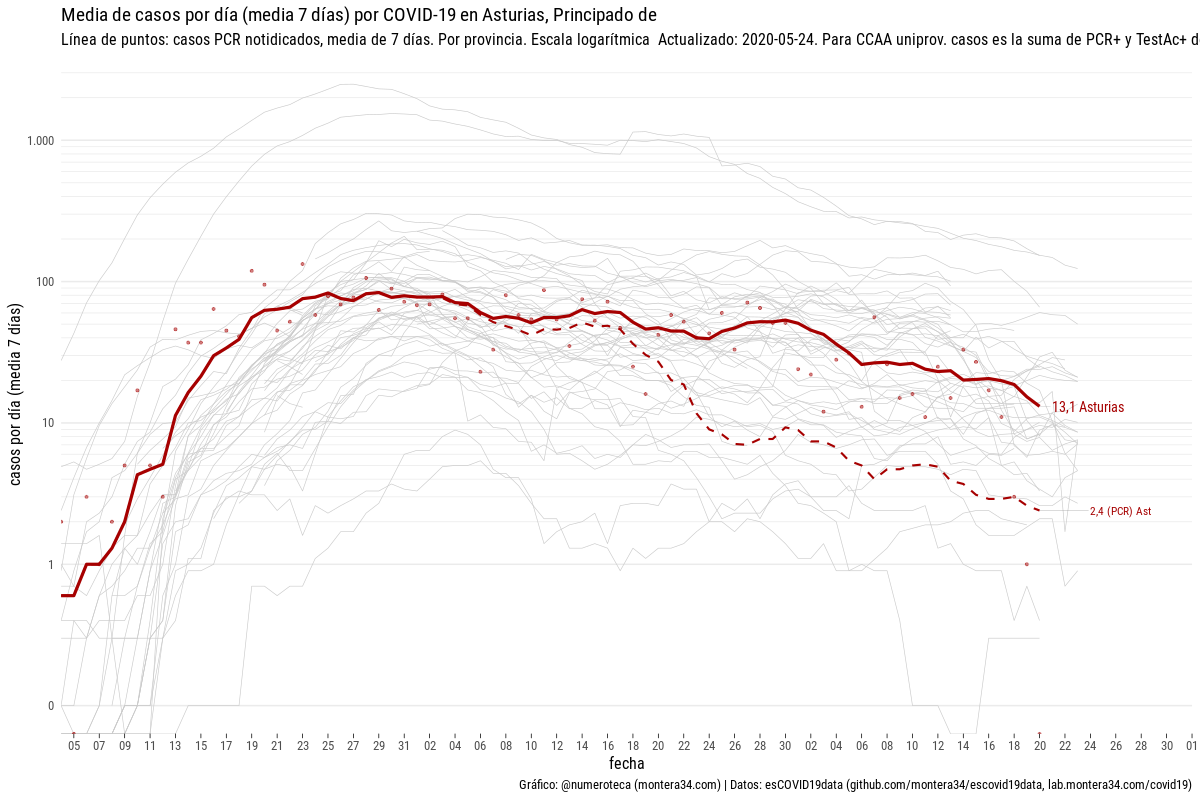 Media de casos por día (media 7 días) por COVID-19 en Asturias, Principado de
Línea de puntos: casos PCR notidicados, media de 7 días. Por provincia. Escala logarítmica  Actualizado: 2020-05-24. Para CCAA uniprov. casos es la suma de PCR+ y TestAc+ d
casos por día (media 7 días)
1.000
100
10
1
0
13,1 Asturias
2,4 (PCR) Ast
05 07 09 11 13 15 17 19 21 23 25 27 29 31 02 04 06 08 10 12 14 16 18 20 22 24 26 28 30 02 04 06 08 10 12 14 16 18 20 22 24 26 28 30 01
fecha
Gráfico: @numeroteca (montera34.com) | Datos: esCOVID19data (github.com/montera34/escovid19data, lab.montera34.com/covid19)